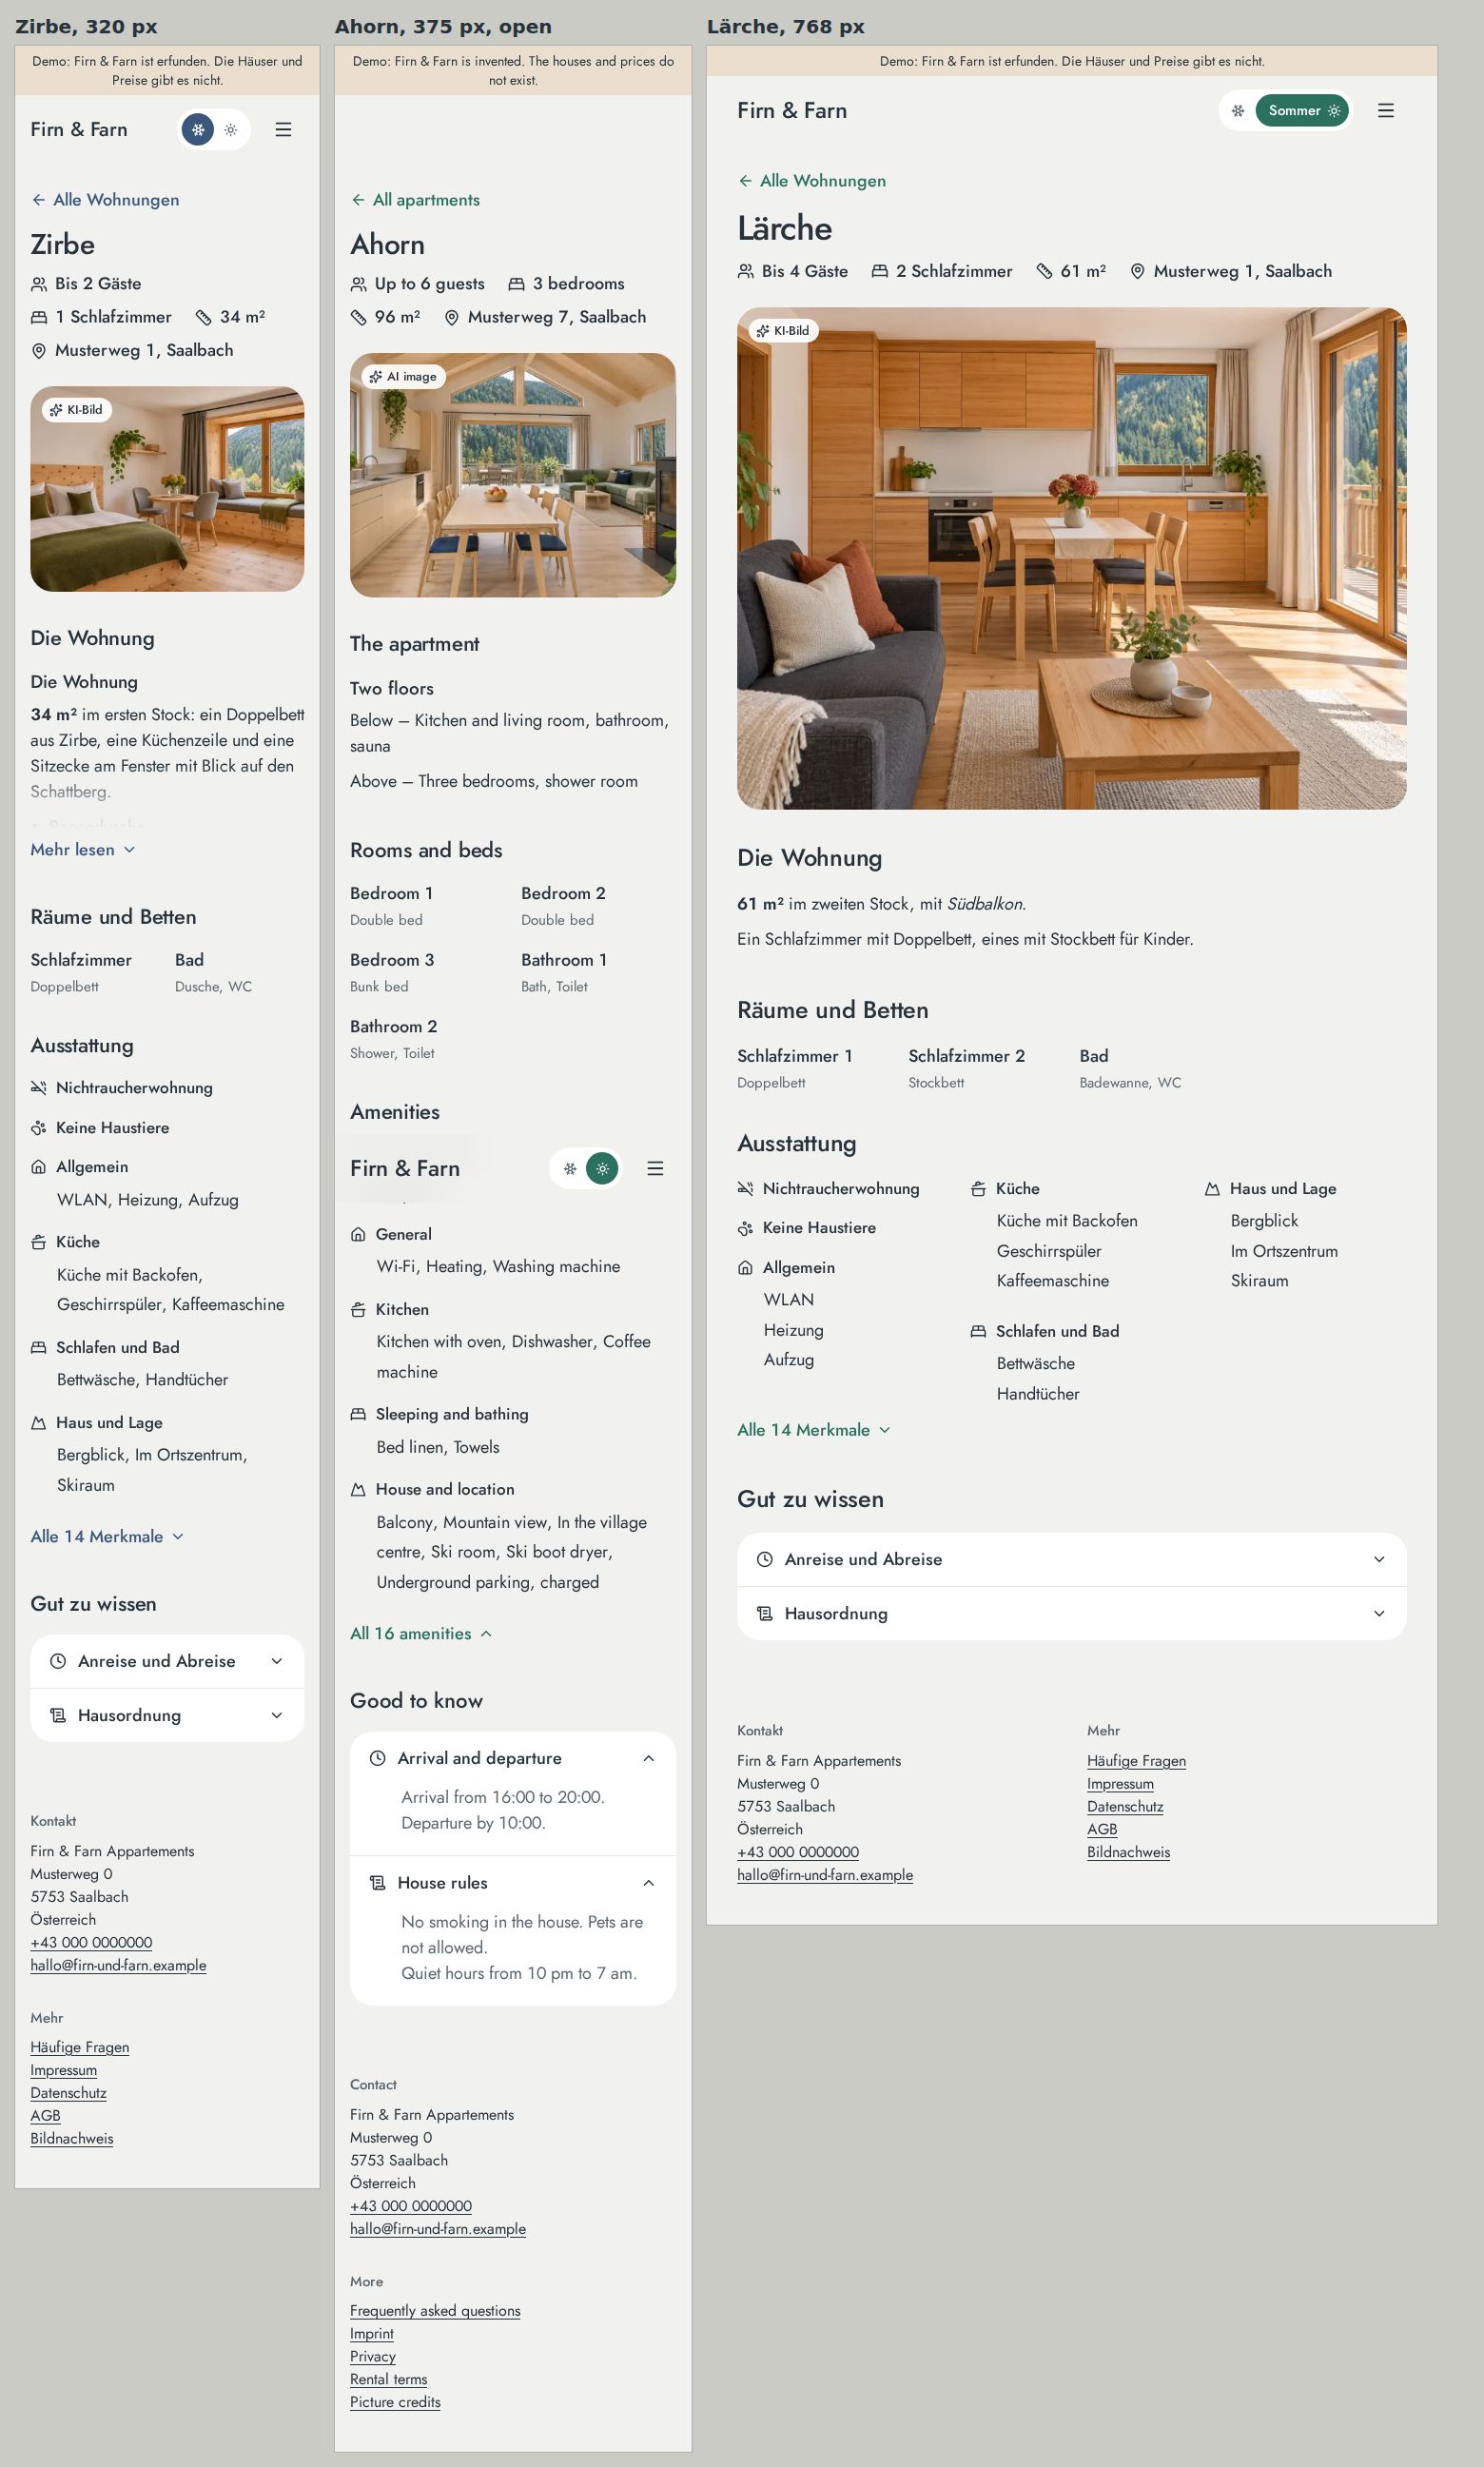 Zirbe, 320 px
Demo: Firn & Farn ist erfunden. Die Häuser und
Preise gibt es nicht.
Firn & Farn
Alle Wohnungen
Zirbe
Bis 2 Gäste
1 Schlafzimmer 34 m²
Musterweg 1, Saalbach
KI-Bild
Die Wohnung
Die Wohnung
34 m² im ersten Stock: ein Doppelbett
aus Zirbe, eine Küchenzeile und eine
Sitzecke am Fenster mit Blick auf den
Schattberg.
Mehr lesen
Räume und Betten
Schlafzimmer Bad
Doppelbett Dusche, WC
Ausstattung
Nichtraucherwohnung
Keine Haustiere
Allgemein
WLAN, Heizung, Aufzug
Küche
Küche mit Backofen,
Geschirrspüler, Kaffeemaschine
Schlafen und Bad
Bettwäsche, Handtücher
Haus und Lage
Bergblick, Im Ortszentrum,
Skiraum
Alle 14 Merkmale
Gut zu wissen
Anreise und Abreise
Hausordnung
Kontakt
Firn & Farn Appartements
Musterweg 0
5753 Saalbach
Österreich
+43 000 0000000
hallo@firn-und-farn.example
Mehr
Häufige Fragen
Impressum
Datenschutz
AGB
Bildnachweis
Ahorn, 375 px, open
Demo: Firn & Farn is invented. The houses and prices do
not exist.
All apartments
Ahorn
Up to 6 guests 3 bedrooms
96 m² Musterweg 7, Saalbach
AI image
The apartment
Two floors
Below – Kitchen and living room, bathroom,
sauna
Above – Three bedrooms, shower room
Rooms and beds
Bedroom 1 Bedroom 2
Double bed Double bed
Bedroom 3 Bathroom 1
Bunk bed Bath, Toilet
Bathroom 2
Shower, Toilet
Amenities
Firn & Farn
General
Wi-Fi, Heating, Washing machine
Kitchen
Kitchen with oven, Dishwasher, Coffee
machine
Sleeping and bathing
Bed linen, Towels
House and location
Balcony, Mountain view, In the village
centre, Ski room, Ski boot dryer,
Underground parking, charged
All 16 amenities
Good to know
Arrival and departure
Arrival from 16:00 to 20:00.
Departure by 10:00.
House rules
No smoking in the house. Pets are
not allowed.
Quiet hours from 10 pm to 7 am.
Contact
Firn & Farn Appartements
Musterweg 0
5753 Saalbach
Österreich
+43 000 0000000
hallo@firn-und-farn.example
More
Frequently asked questions
Imprint
Privacy
Rental terms
Picture credits
Lärche, 768 px
Demo: Firn & Farn ist erfunden. Die Häuser und Preise gibt es nicht.
Firn & Farn
Sommer
Alle Wohnungen
Lärche
Bis 4 Gäste 2 Schlafzimmer 61 m² Musterweg 1, Saalbach
KI-Bild
Die Wohnung
61 m² im zweiten Stock, mit Südbalkon.
Ein Schlafzimmer mit Doppelbett, eines mit Stockbett für Kinder.
Räume und Betten
Schlafzimmer 1 Schlafzimmer 2 Bad
Doppelbett Stockbett Badewanne, WC
Ausstattung
Nichtraucherwohnung
Keine Haustiere
Allgemein
WLAN
Heizung
Aufzug
Küche
Küche mit Backofen
Geschirrspüler
Kaffeemaschine
Schlafen und Bad
Bettwäsche
Handtücher
Haus und Lage
Bergblick
Im Ortszentrum
Skiraum
Alle 14 Merkmale
Gut zu wissen
Anreise und Abreise
Hausordnung
Kontakt
Firn & Farn Appartements
Musterweg 0
5753 Saalbach
Österreich
+43 000 0000000
hallo@firn-und-farn.example
Mehr
Häufige Fragen
Impressum
Datenschutz
AGB
Bildnachweis